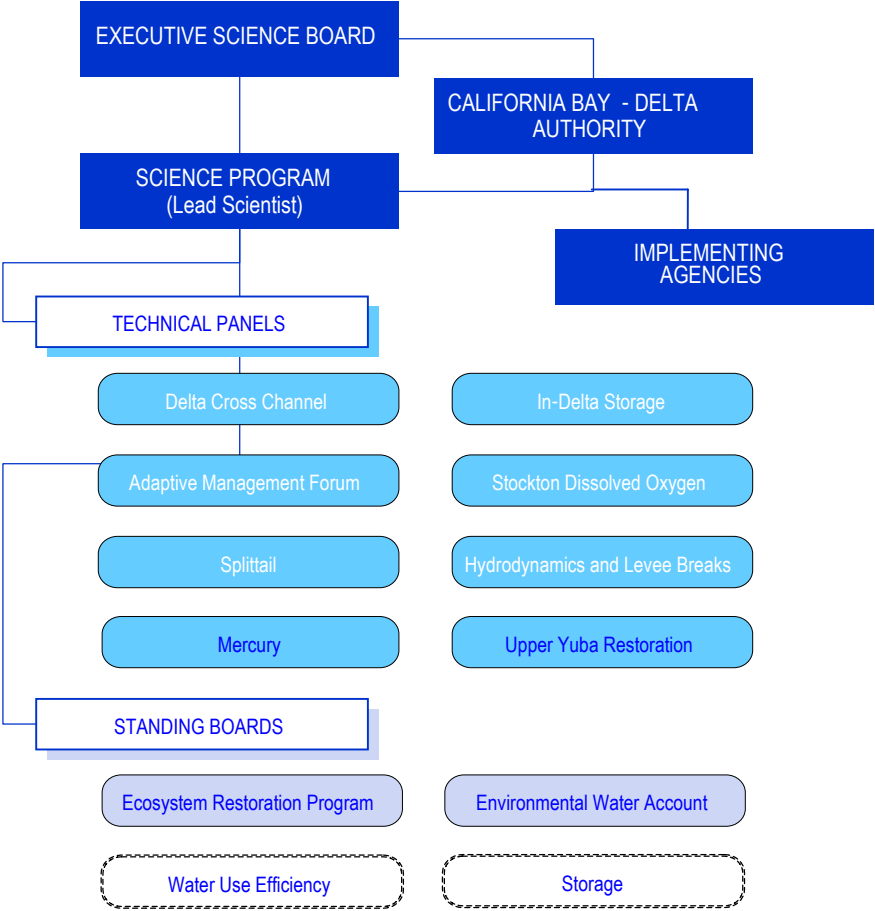 EXECUTIVE SCIENCE BOARD
CALIFORNIA BAY - DELTA
AUTHORITY
SCIENCE PROGRAM
(Lead Scientist)
IMPLEMENTING
AGENCIES
TECHNICAL PANELS
Delta Cross Channel
In-Delta Storage
Adaptive Management Forum
Stockton Dissolved Oxygen
Splittail
Hydrodynamics and Levee Breaks
Mercury
Upper Yuba Restoration
STANDING BOARDS
Ecosystem Restoration Program
Environmental Water Account
Water Use Efficiency
Storage